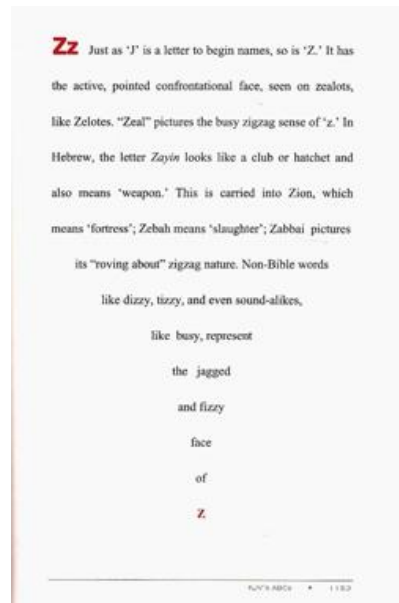 Zz Just as ‘J’ is a letter to begin names, so is ‘Z.’ It has
the active, pointed confrontational face, seen on zealots,
like Zelotes. “Zeal” pictures the busy zigzag sense of ‘z.’ In
Hebrew, the letter Zayin looks like a club or hatchet and
also means ‘weapon.’ This is carried into Zion, which
means ‘fortress’; Zebah means ‘slaughter’; Zabbai pictures
its “roving about” zigzag nature. Non-Bible words
like dizzy, tizzy, and even sound-alikes,
like busy, represent
the jagged
and fizzy
face
of
Z
KJV'S ABCs • 1153